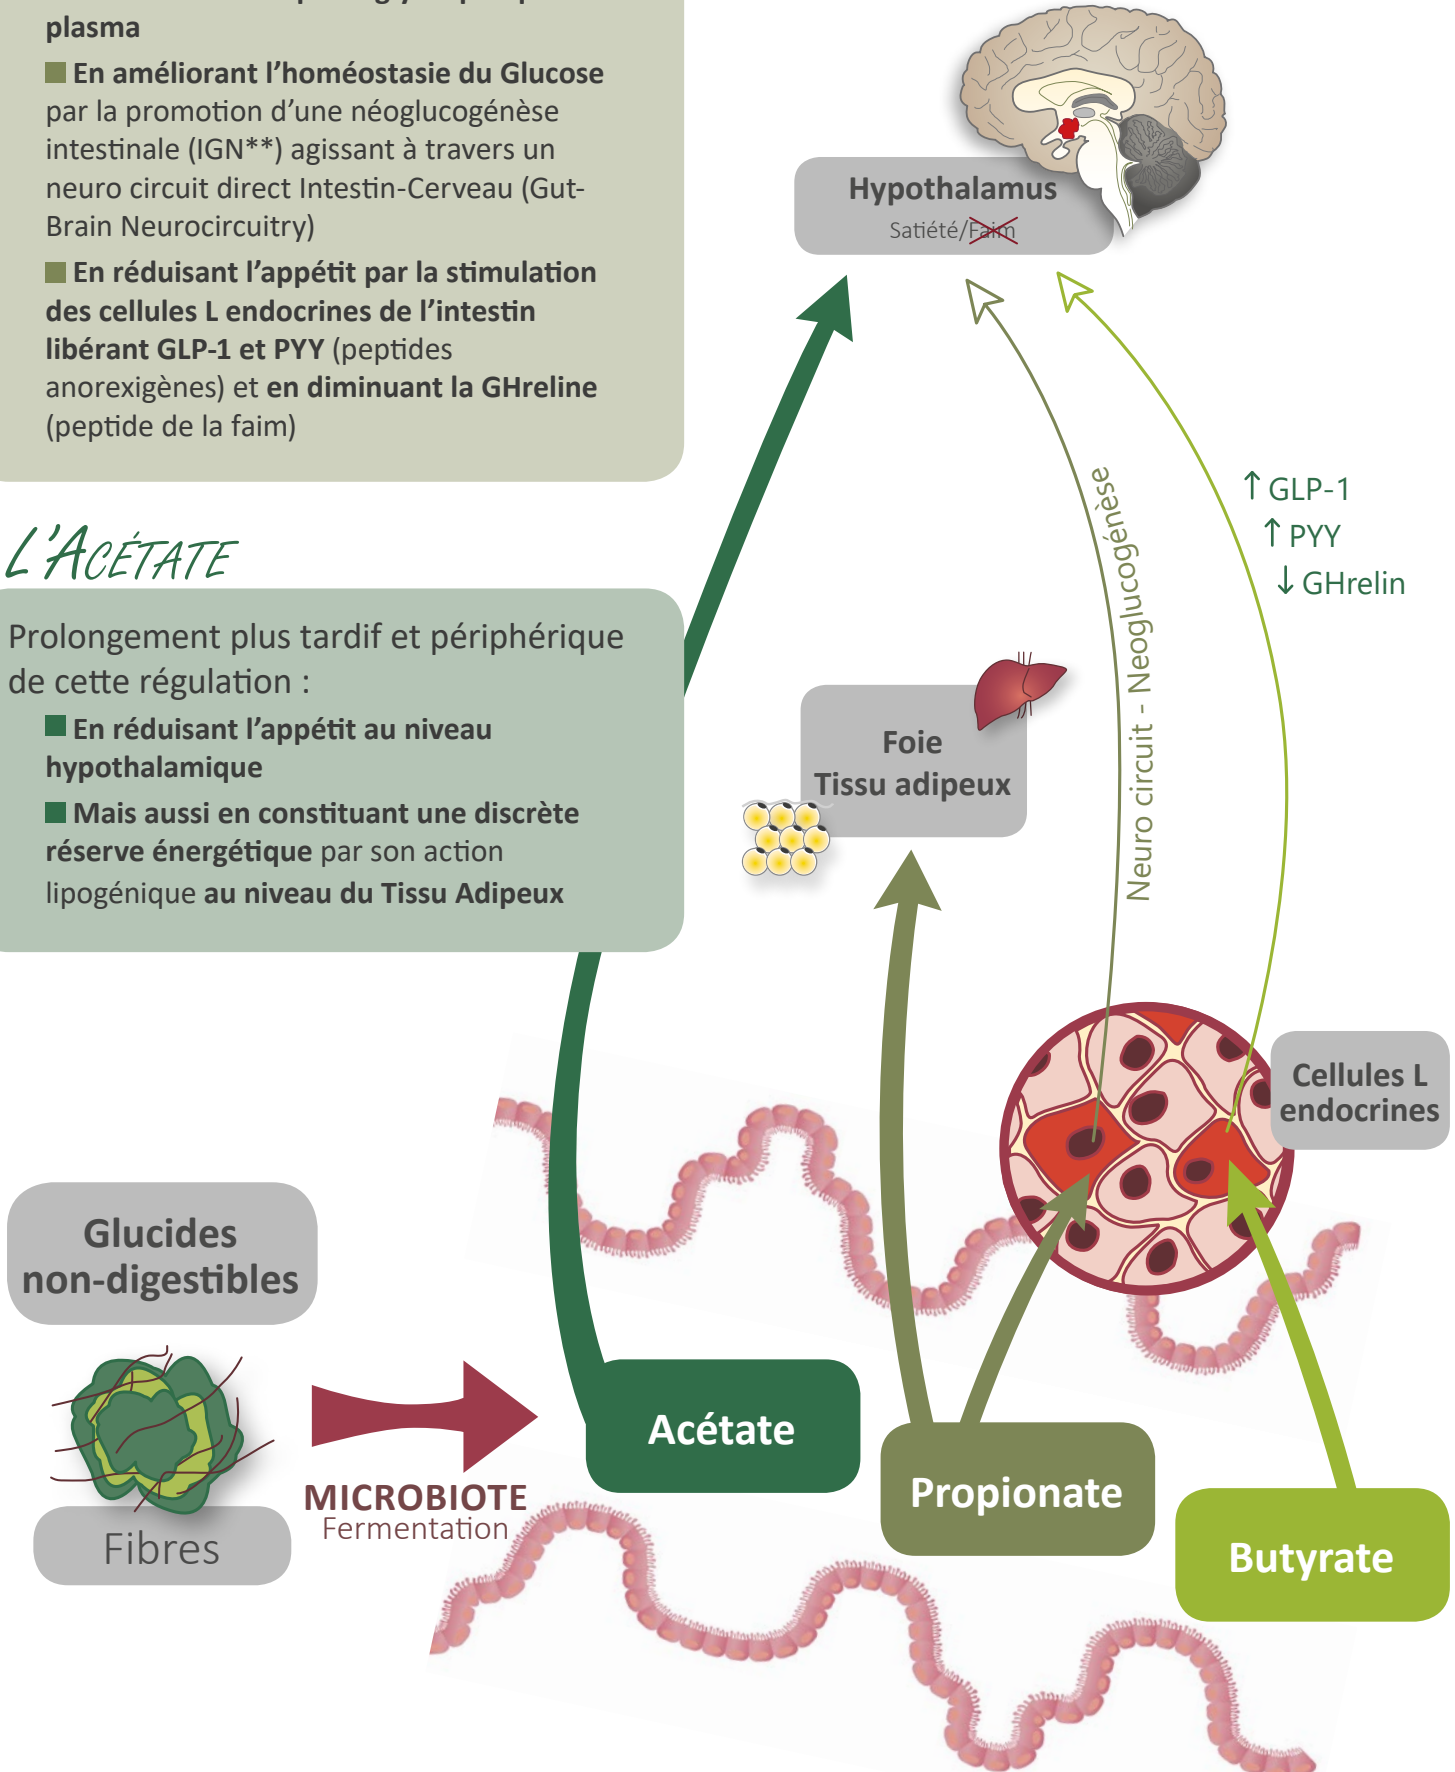 plasma
En améliorant l’homéostasie du Glucose
par la promotion d’une néoglucogénèse
intestinale (IGN**) agissant à travers un
neuro circuit direct Intestin-Cerveau (Gut-
Brain Neurocircuitry)
En réduisant l’appétit par la stimulation
des cellules L endocrines de l’intestin
libérant GLP-1 et PYY (peptides
anorexigènes) et en diminuant la GHreline
(peptide de la faim)
L’ACÉTATE
Prolongement plus tardif et périphérique
de cette régulation :
En réduisant l’appétit au niveau
hypothalamique
Mais aussi en constituant une discrète
réserve énergétique par son action
lipogénique au niveau du Tissu Adipeux
Hypothalamus
Satiété/Faim
↑ GLP-1
↑ PYY
↓ GHrelin
Neuro circuit - Neoglucogénèse
Foie
Tissu adipeux
Cellules L
endocrines
Glucides
non-digestibles
Fibres
MICROBIOTE
Fermentation
Acétate
Propionate
Butyrate